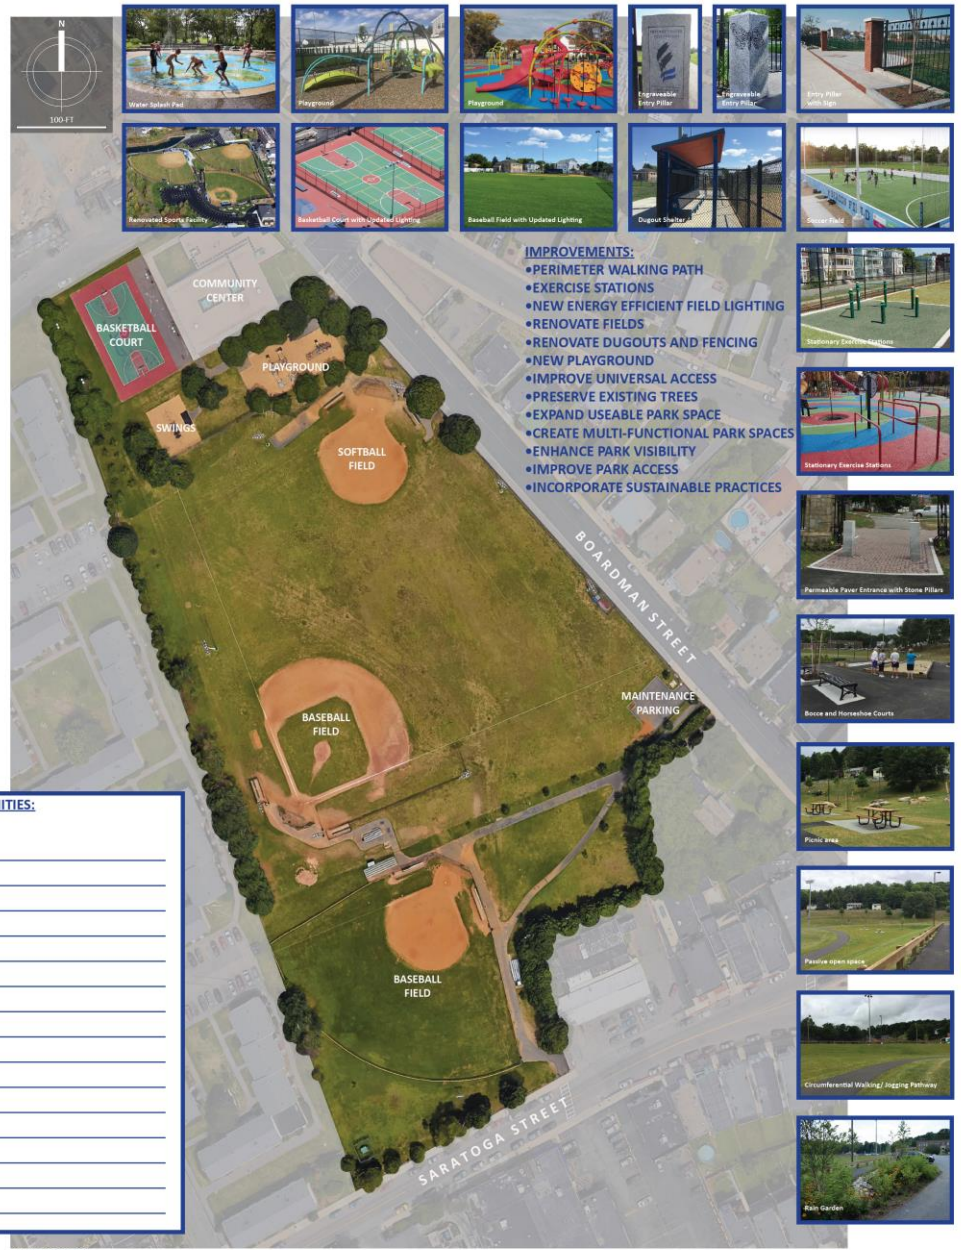 N
100-FT
Water Splash Pad
Playground
Playground
Engraveable
Entry Pillar
Engraveable
Entry Pillar
Entry Pillar
with Sign
Renovated Sports Facility
Basketball Court with Updated Lighting
Baseball Field with Updated Lighting
Dugout Shelter
Soccer Field
IMPROVEMENTS:
•PERIMETER WALKING PATH
•EXERCISE STATIONS
•NEW ENERGY EFFICIENT FIELD LIGHTING
•RENOVATE FIELDS
•RENOVATE DUGOUTS AND FENCING
•NEW PLAYGROUND
•IMPROVE UNIVERSAL ACCESS
•PRESERVE EXISTING TREES
•EXPAND USEABLE PARK SPACE
•CREATE MULTI-FUNCTIONAL PARK SPACES
•ENHANCE PARK VISIBILITY
•IMPROVE PARK ACCESS
•INCORPORATE SUSTAINABLE PRACTICES
COMMUNITY
CENTER
BASKETBALL
COURT
PLAYGROUND
SWINGS
SOFTBALL
FIELD
BOARDMAN STREET
MAINTENANCE
PARKING
BASEBALL
FIELD
BASEBALL
FIELD
SARATOGA STREET
NITIES:
Stationary Exercise Stations
Stationary Exercise Stations
Permeable Paver Entrance with Stone Pillars
Bocce and Horseshoe Courts
Picnic area
Passive open space
Circumferential Walking/ Jogging Pathway
Rain Garden